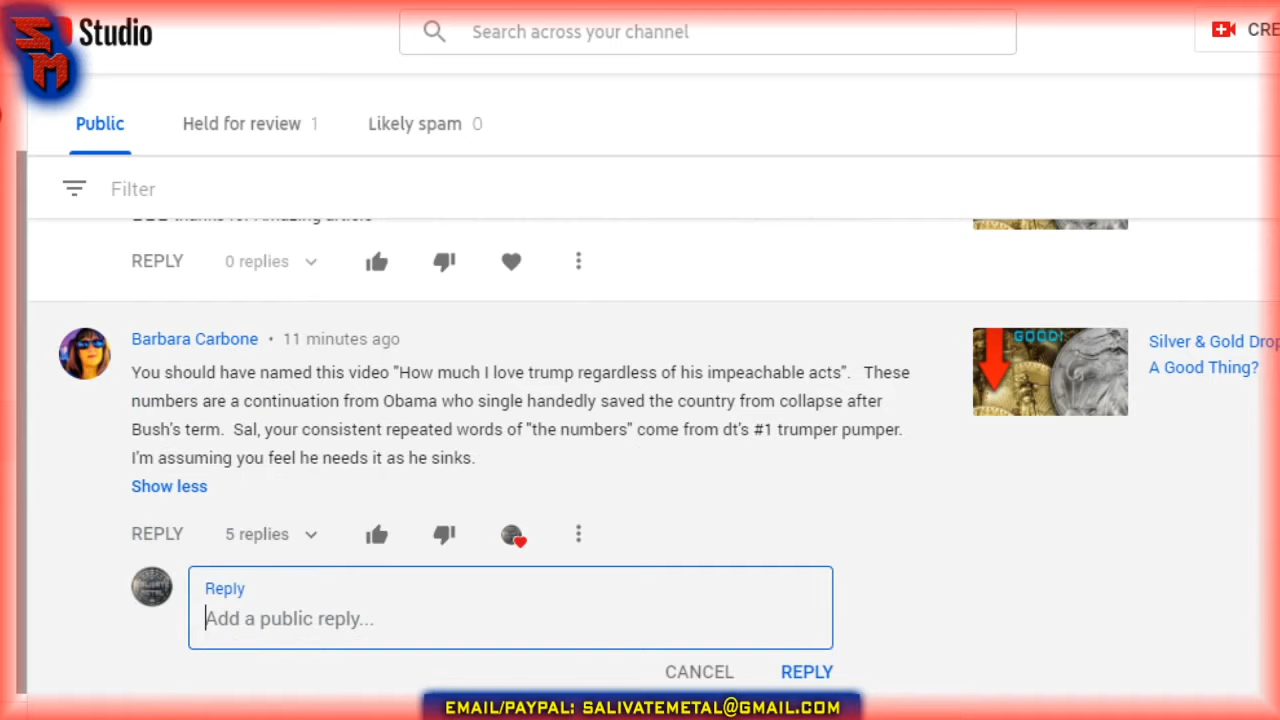 SM
Studio
Search across your channel
CRE
Public
Held for review 1
Likely spam 0
Filter
REPLY
0 replies
Barbara Carbone • 11 minutes ago
You should have named this video "How much I love trump regardless of his impeachable acts". These
numbers are a continuation from Obama who single handedly saved the country from collapse after
Bush's term. Sal, your consistent repeated words of "the numbers" come from dt's #1 trumper pumper.
I'm assuming you feel he needs it as he sinks.
Show less
GOOD!
Silver & Gold Drop
A Good Thing?
REPLY
5 replies
Reply
Add a public reply...
CANCEL
REPLY
EMAIL/PAYPAL: SALIVATEMETAL@GMAIL.COM